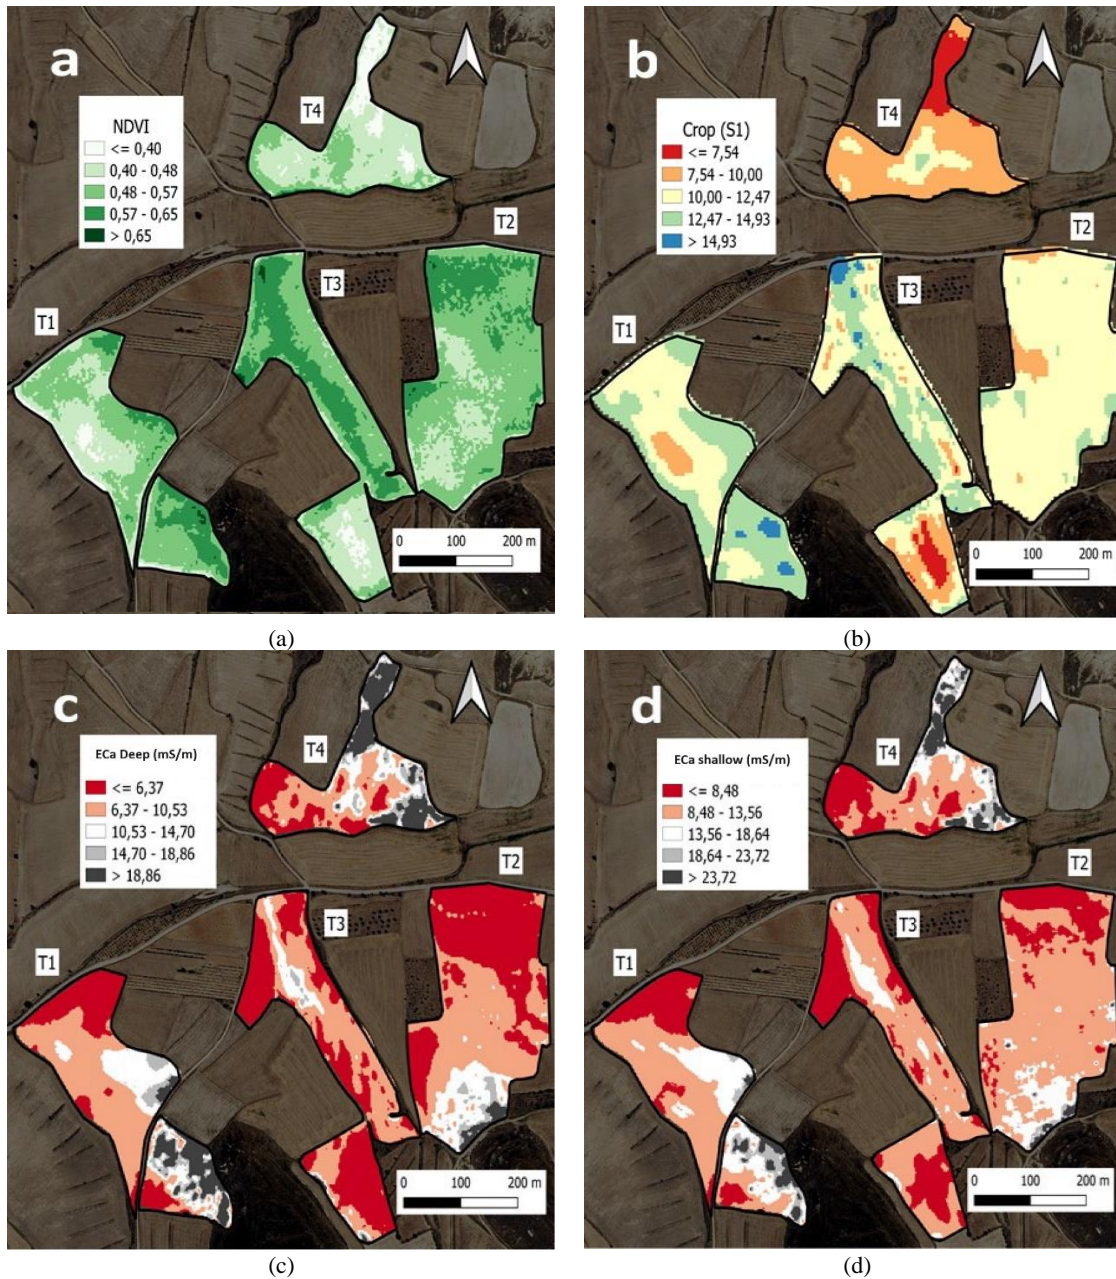 a
NDVI
<= 0,40
0,40 - 0,48
0,48 - 0,57
0,57 - 0,65
> 0,65
T4
T2
T3
T1
0 100 200 m
(a)
b
Crop (S1)
<= 7,54
7,54 - 10,00
10,00 - 12,47
12,47 - 14,93
> 14,93
T4
T2
T3
T1
0 100 200 m
(b)
c
ECa Deep (mS/m)
<= 6,37
6,37 - 10,53
10,53 - 14,70
14,70 - 18,86
> 18,86
T4
T2
T3
T1
0 100 200 m
(c)
d
ECa shallow (mS/m)
<= 8,48
8,48 - 13,56
13,56 - 18,64
18,64 - 23,72
> 23,72
T4
T2
T3
T1
0 100 200 m
(d)